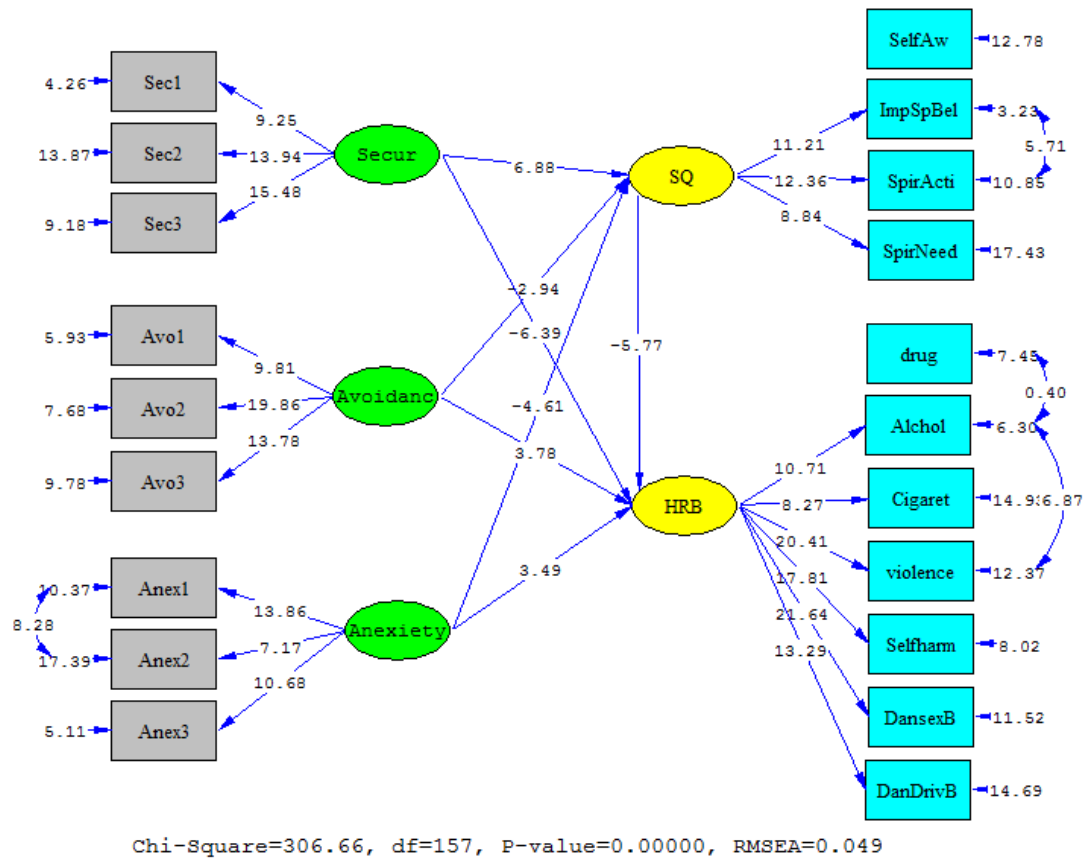 SelfAw
12.78
4.26
Sec1
ImpSpBel
3.23
9.25
11.21
5.71
13.87
Sec2
13.94
Secur
6.88
SQ
12.36
SpirActi
10.85
15.48
8.84
9.18
Sec3
SpirNeed
17.43
-2.94
5.93
Avo1
-6.39
-5.77
drug
7.45
9.81
0.40
7.68
Avo2
19.86
Avoidanc
-4.61
Alchol
6.30
13.78
3.78
10.71
9.78
Avo3
HRB
8.27
Cigaret
14.93
6.87
20.41
10.37
Anex1
3.49
17.81
violence
12.37
13.86
8.28
21.64
Anexiety
7.17
13.29
Selfharm
8.02
17.39
Anex2
10.68
5.11
Anex3
DansexB
11.52
DanDrivB
14.69
Chi-Square=306.66, df=157, P-value=0.00000, RMSEA=0.049